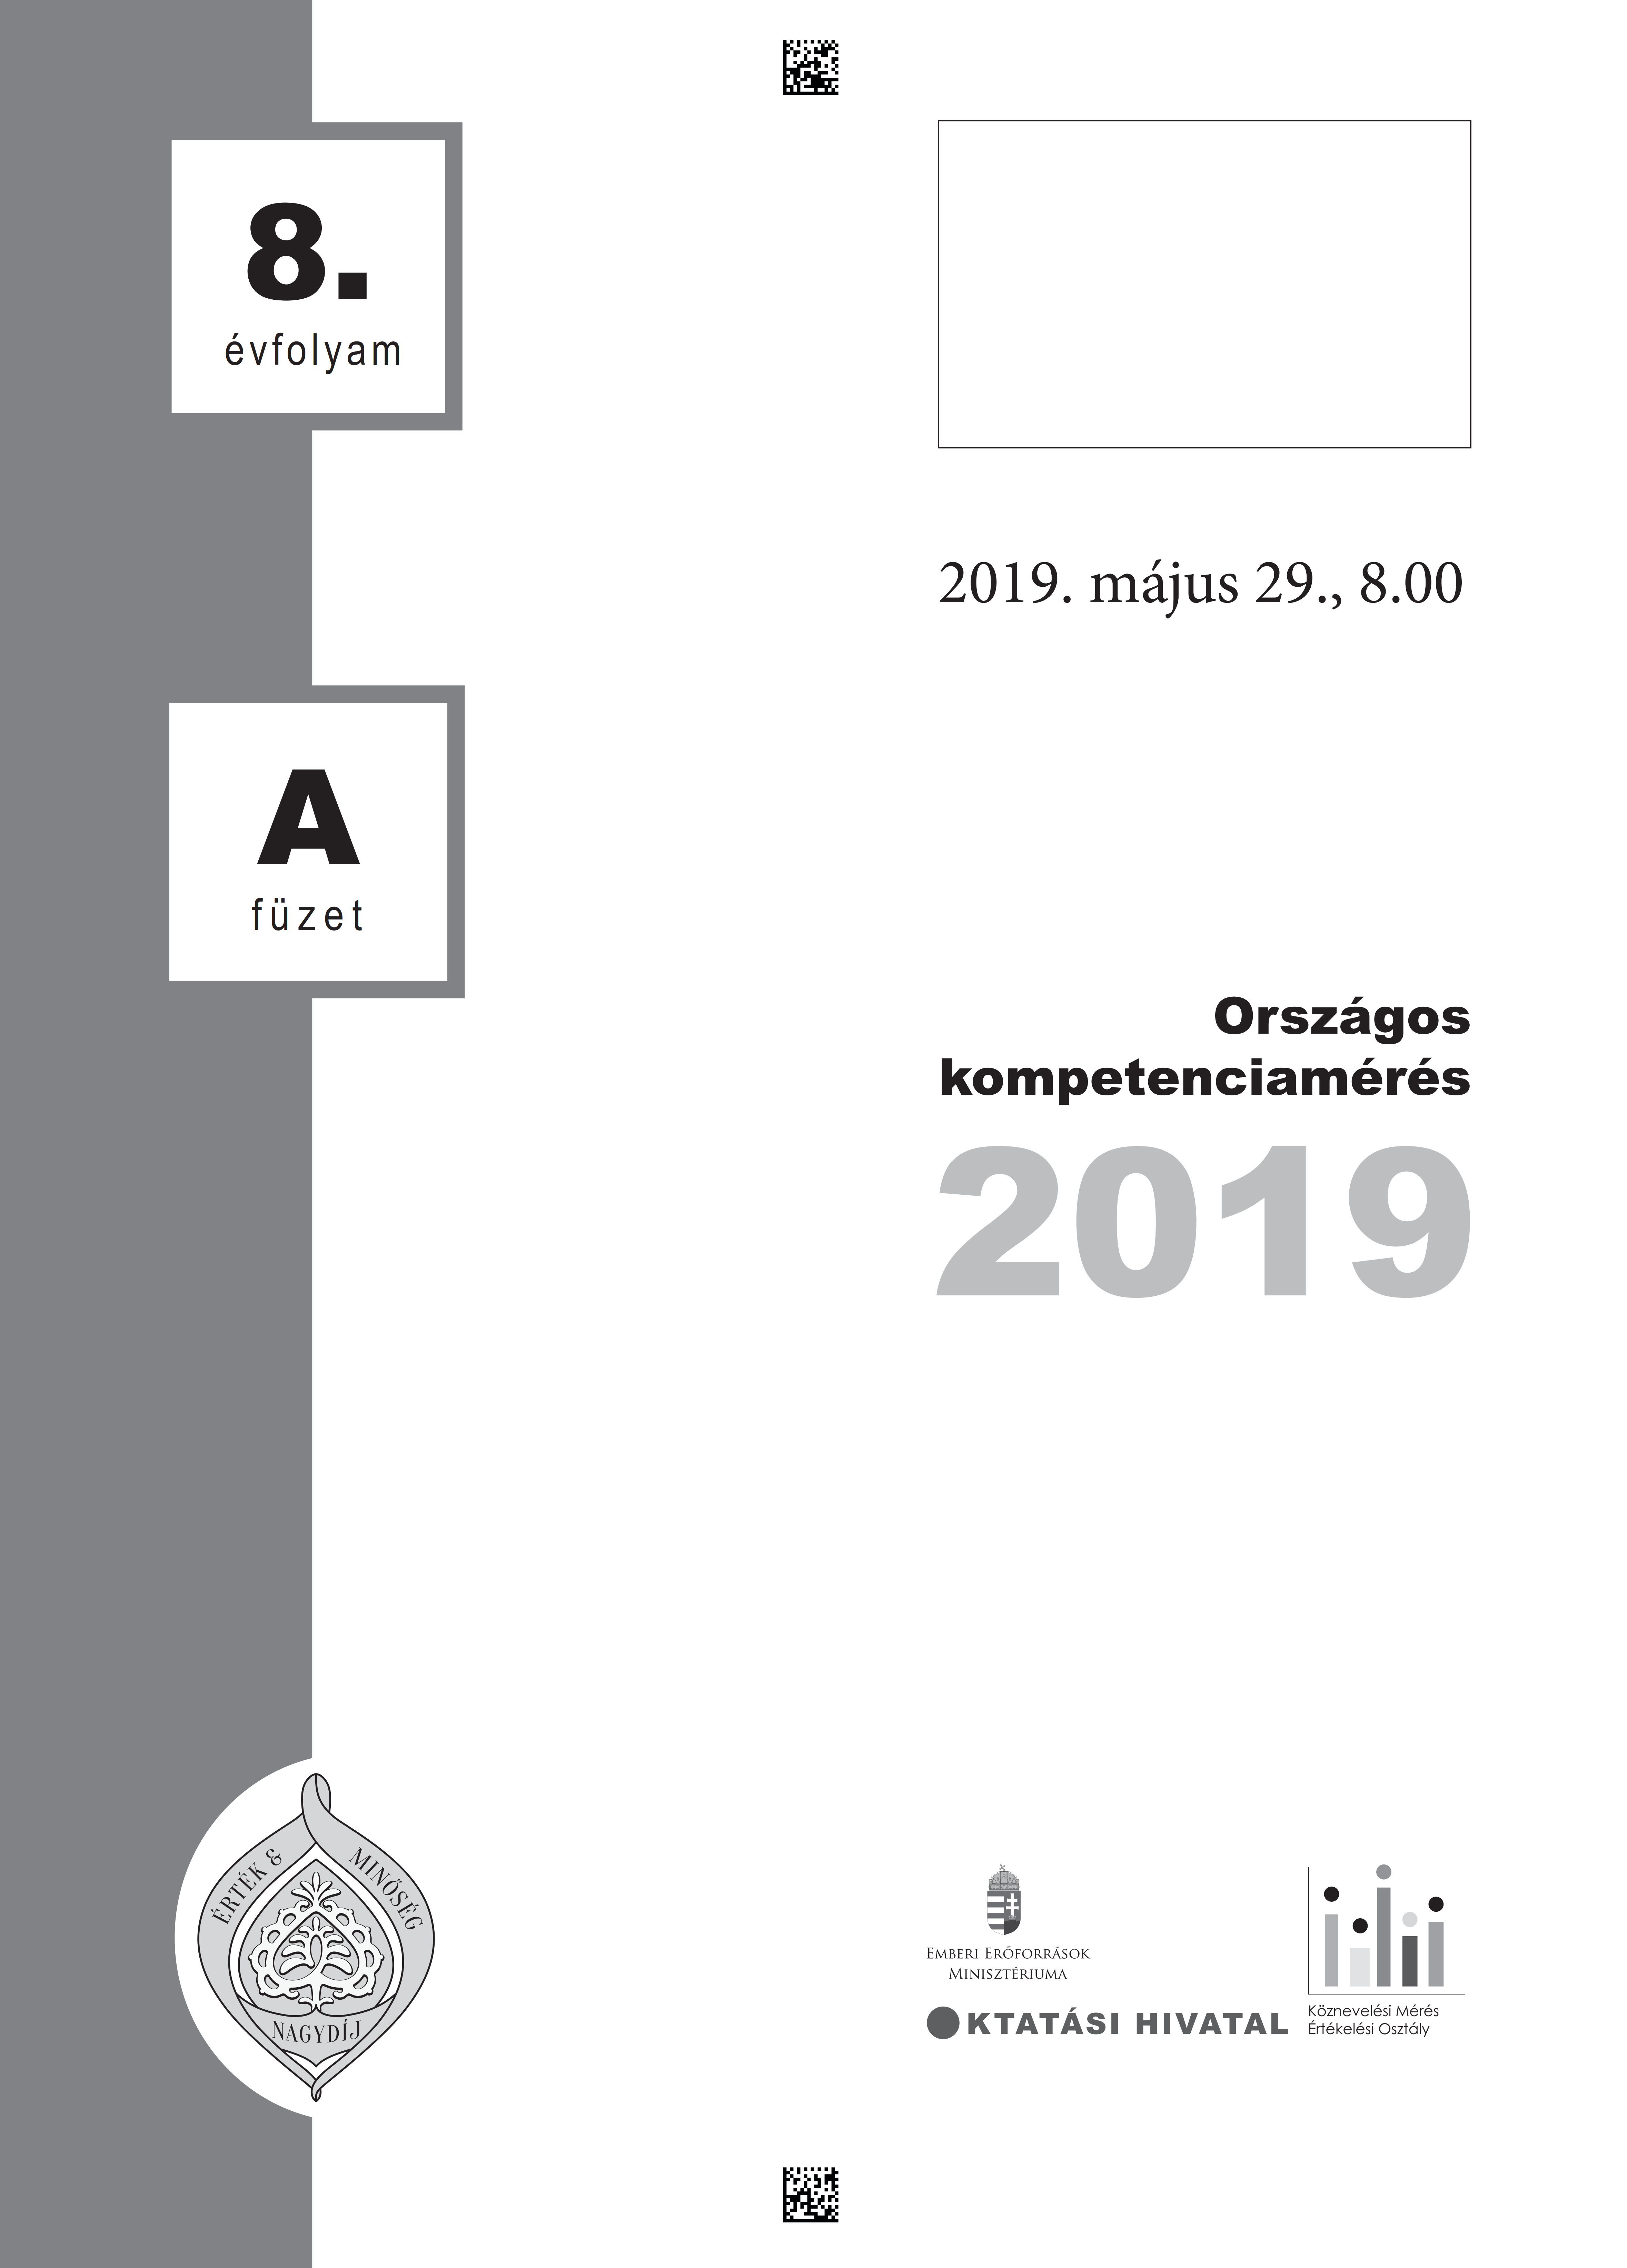 8.
évfolyam
2019. május 29., 8.00
A
füzet
Országos
kompetenciamérés
2019
ÉRTÉK & MINŐSÉG
NAGYDÍJ
EMBERI ERŐFORRÁSOK
MINISZTÉRIUMA
KTATÁSI HIVATAL
Köznevelési Mérés
Értékelési Osztály